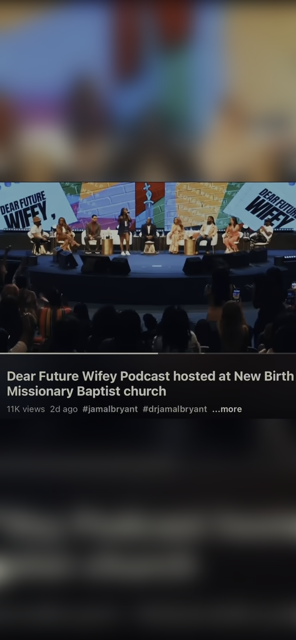 DEAR FUTURE
WIFEY
DEAR FUTURE
WIFEY
Dear Future Wifey Podcast hosted at New Birth
Missionary Baptist church
11K views 2d ago #jamalbryant #drjamalbryant ...more